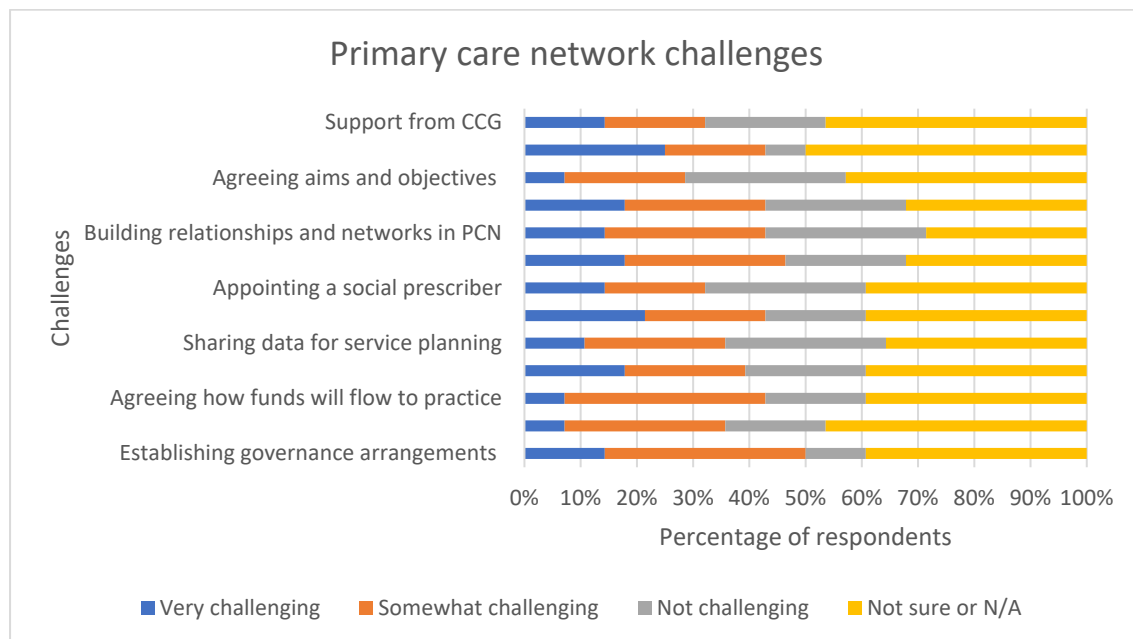 Primary care network challenges
Support from CCG
Agreeing aims and objectives
Building relationships and networks in PCN
Appointing a social prescriber
Sharing data for service planning
Agreeing how funds will flow to practice
Establishing governance arrangements
Challenges
0% 10% 20% 30% 40% 50% 60% 70% 80% 90% 100%
Percentage of respondents
Very challenging Somewhat challenging Not challenging Not sure or N/A